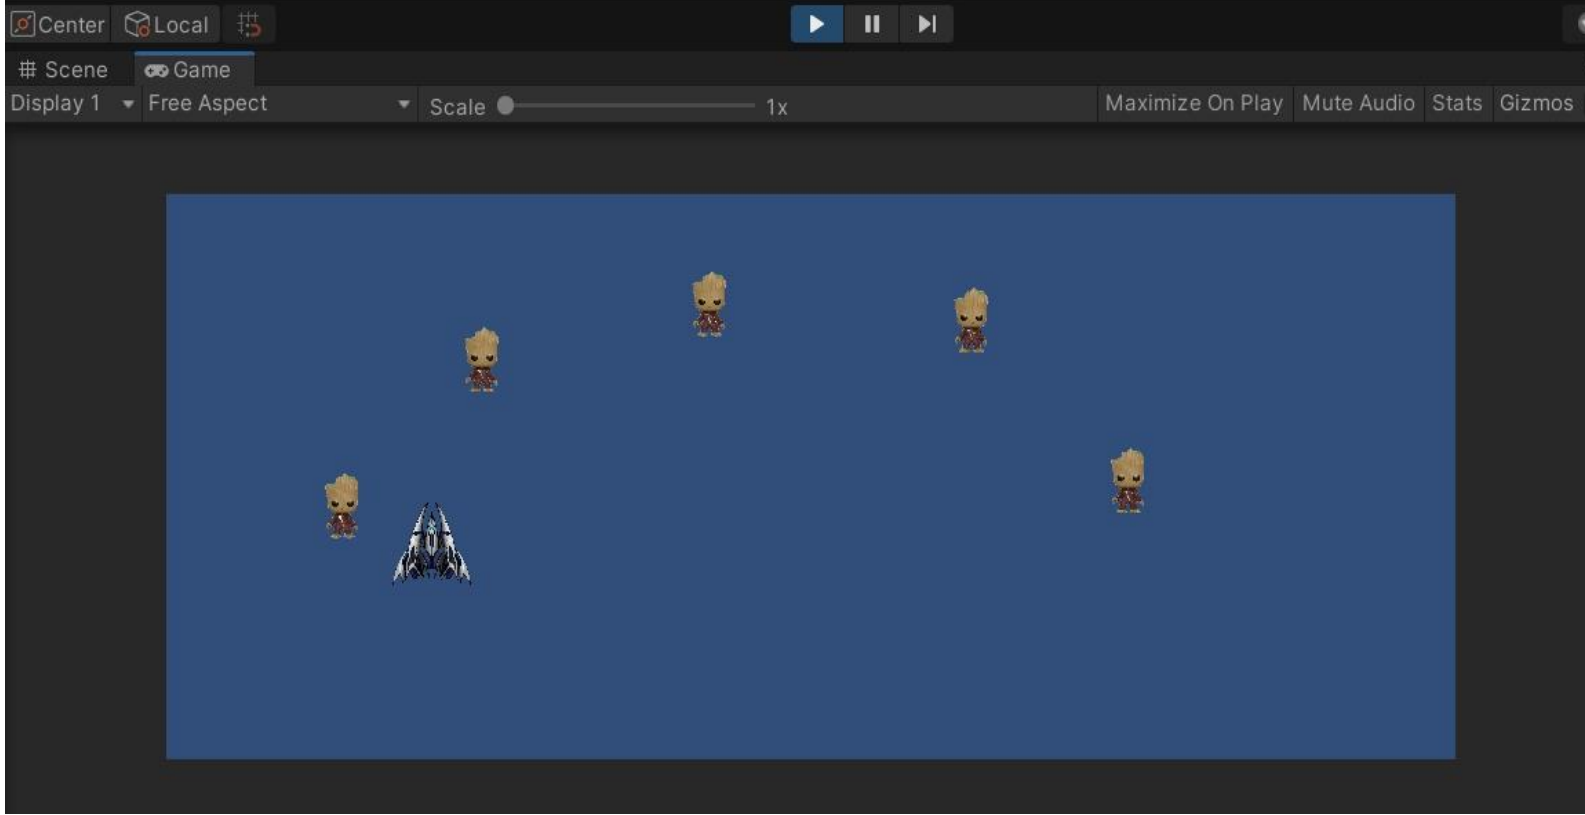 Center Local
Scene Game
Display 1 Free Aspect Scale 1x Maximize On Play Mute Audio Stats Gizmos